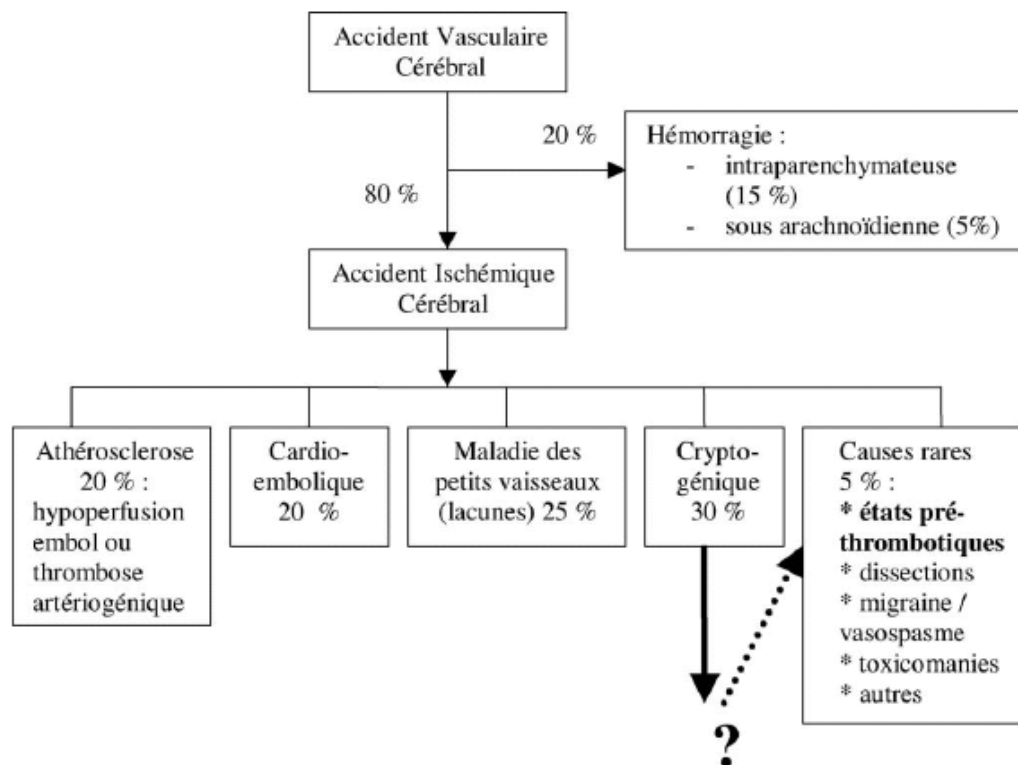 Accident Vasculaire
Cérébral
20 %
Hémorragie :
- intraparenchymateuse
(15 %)
- sous arachnoïdienne (5%)
80 %
Accident Ischémique
Cérébral
Athérosclerose
20 % :
hypoperfusion
embol ou
thrombose
artériogénique
Cardio-
embolique
20 %
Maladie des
petits vaisseaux
(lacunes) 25 %
Crypto-
génique
30 %
Causes rares
5 % :
* états pré-
thrombotiques
* dissections
* migraine /
vasospasme
* toxicomanies
* autres
?